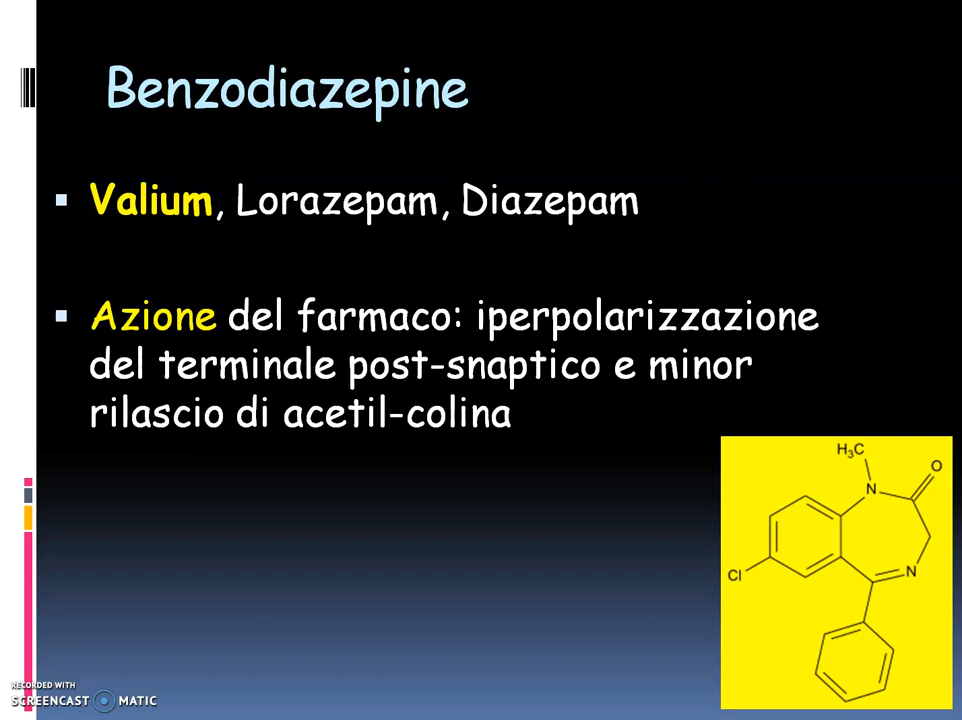 Benzodiazepine
Valium, Lorazepam, Diazepam
Azione del farmaco: iperpolarizzazione
del terminale post-snaptico e minor
rilascio di acetil-colina
H₃C
O
N
N
Cl
RECORDED WITH
SCREENCAST MATIC